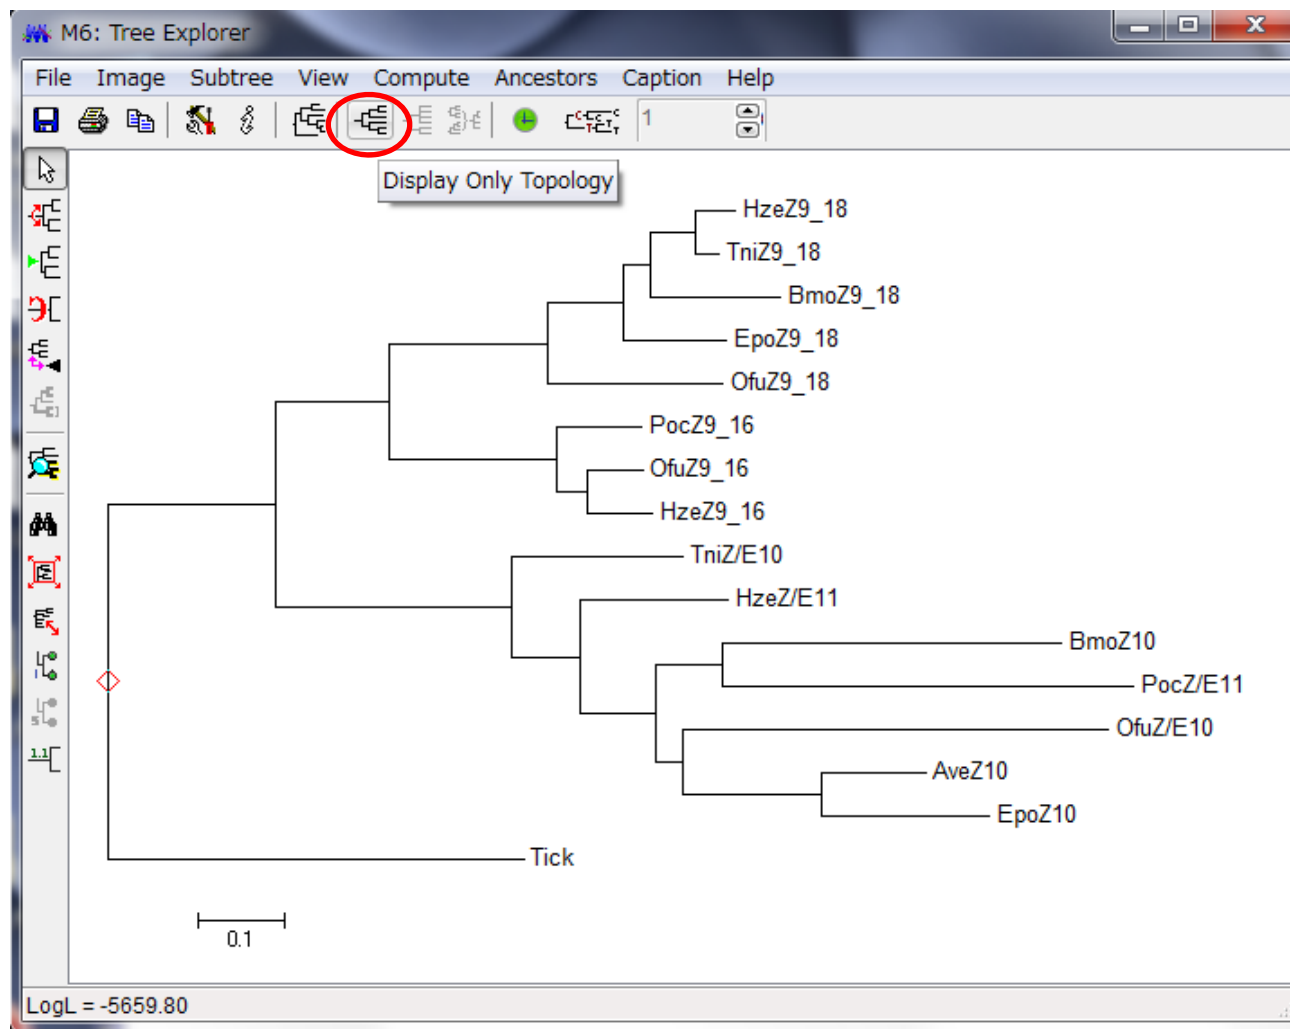 M6: Tree Explorer
File Image Subtree View Compute Ancestors Caption Help
1
Display Only Topology
HzeZ9_18
TniZ9_18
BmoZ9_18
EpoZ9_18
OfuZ9_18
PocZ9_16
OfuZ9_16
HzeZ9_16
TniZ/E10
HzeZ/E11
BmoZ10
PocZ/E11
OfuZ/E10
AveZ10
EpoZ10
Tick
0.1
LogL = -5659.80